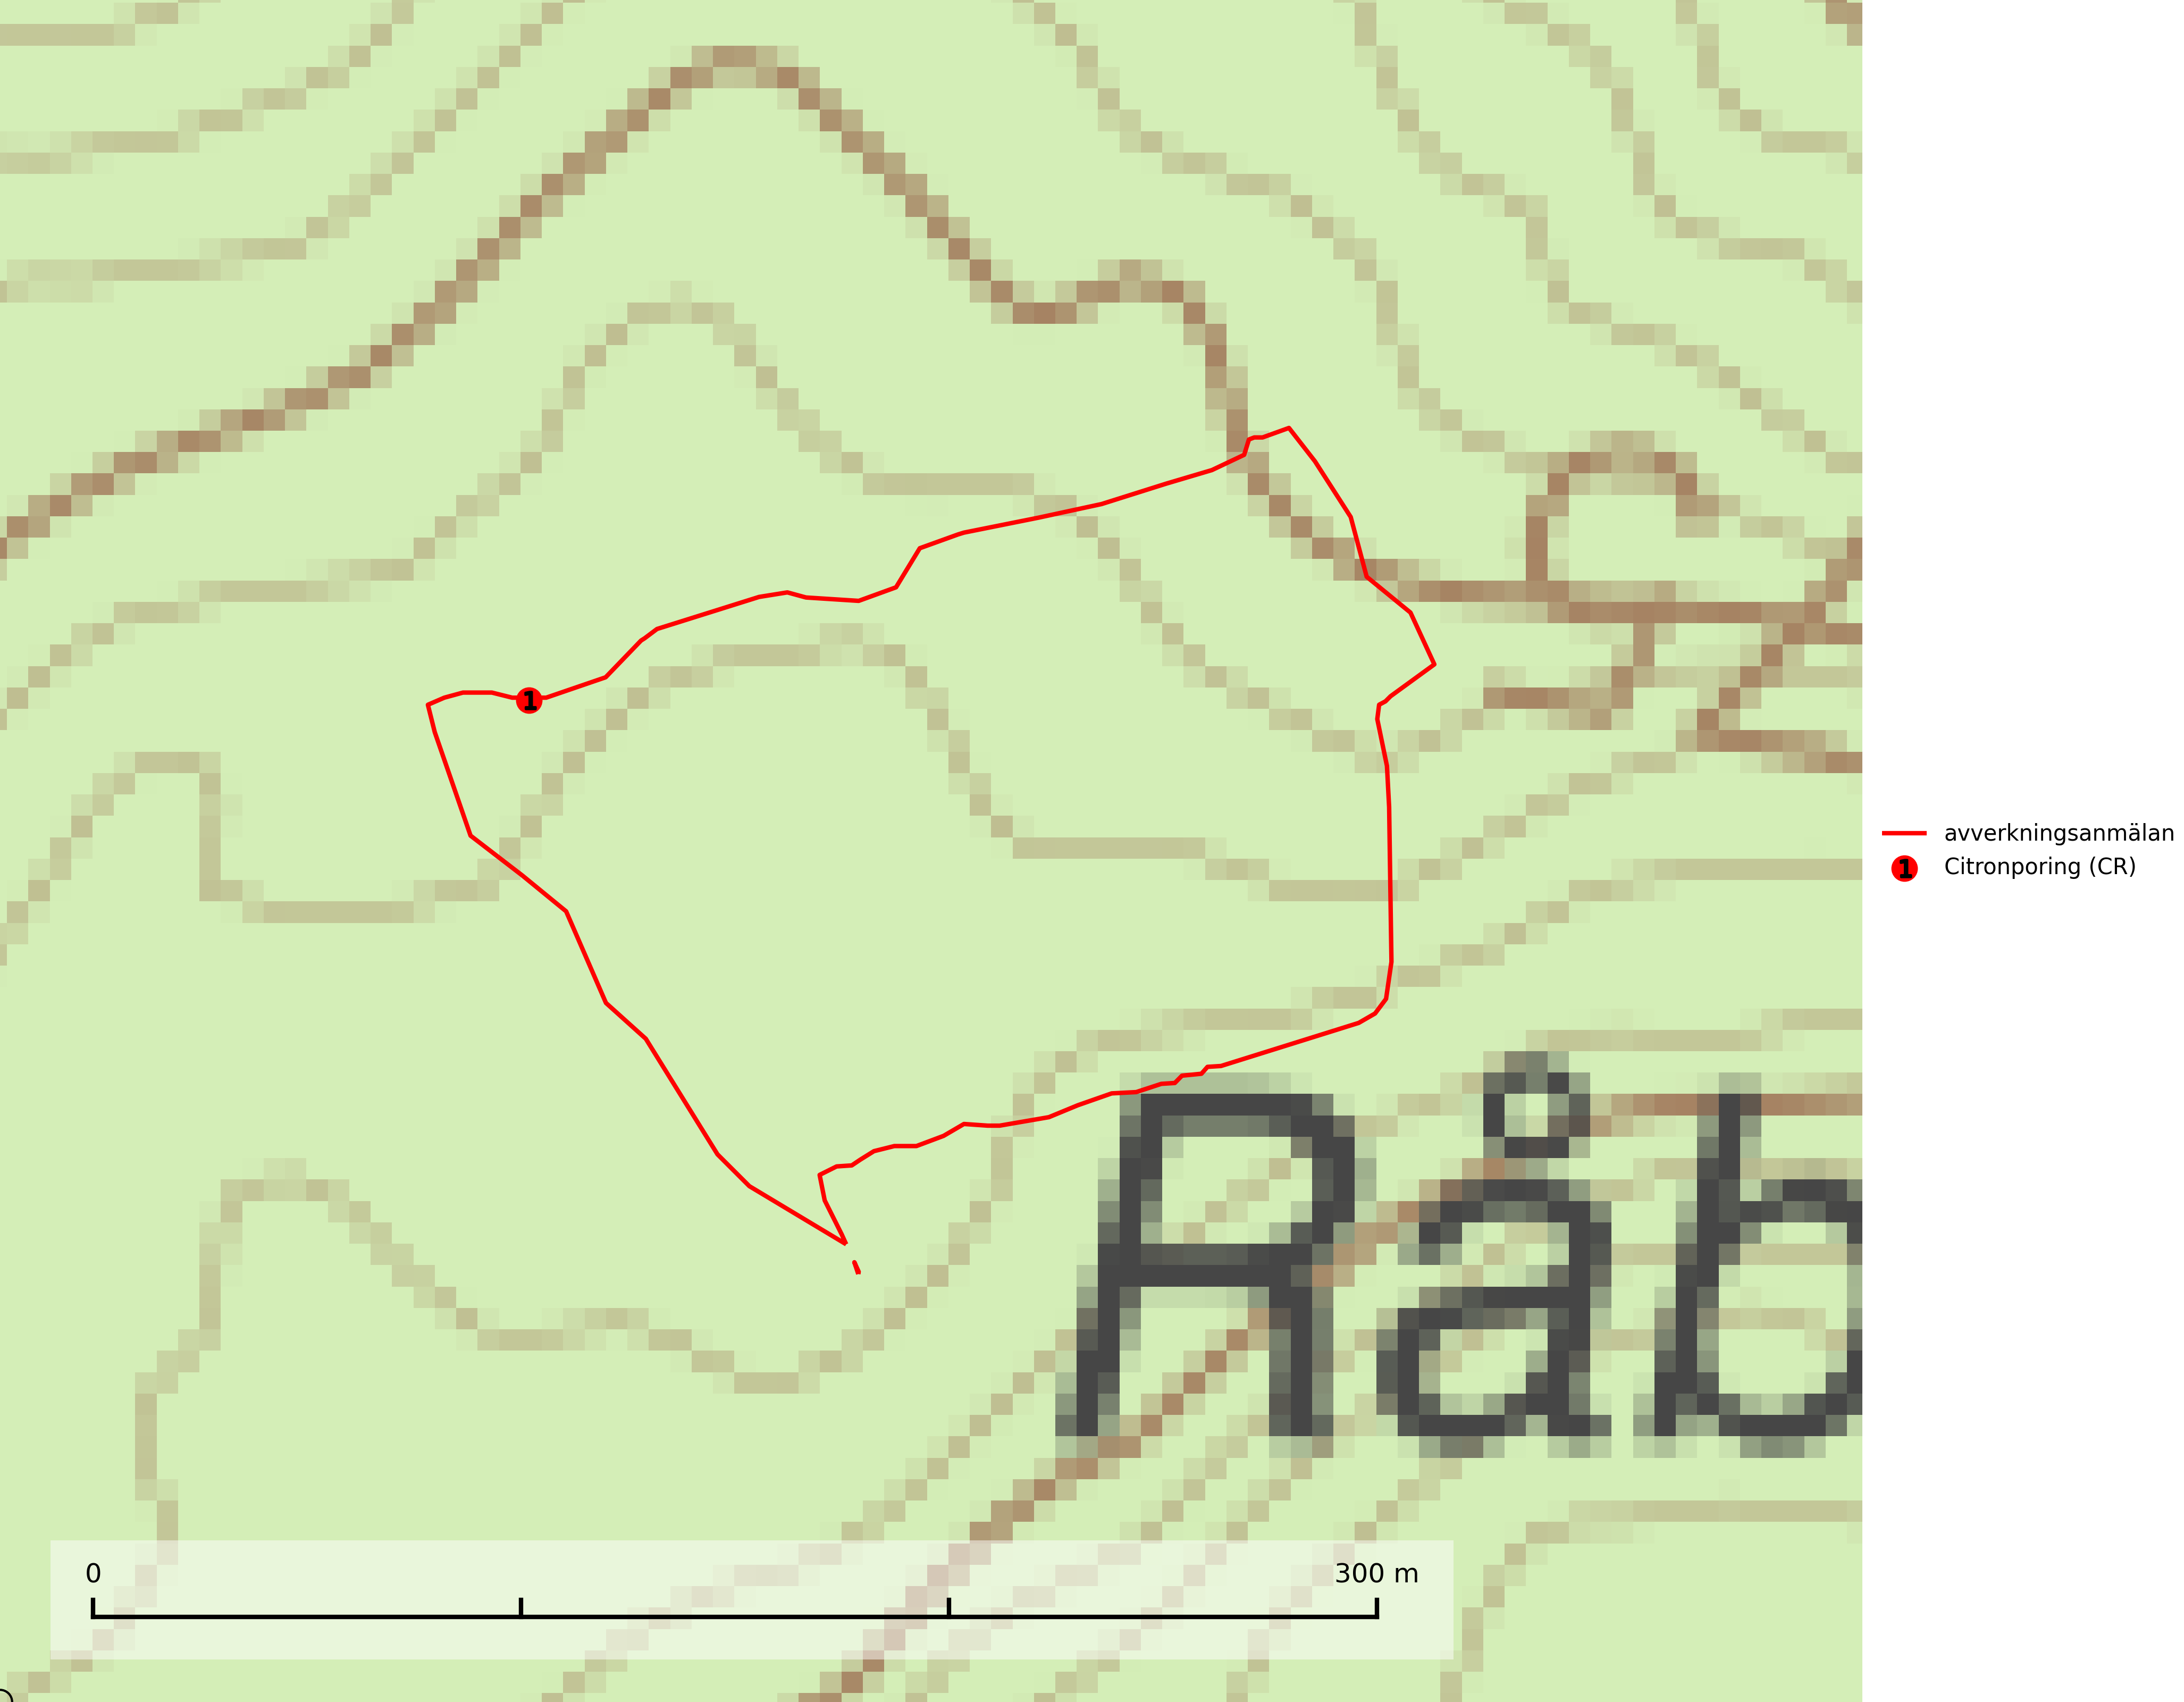 1
avverkningsanmälan
1 Citronporing (CR)
Råb
0 300 m